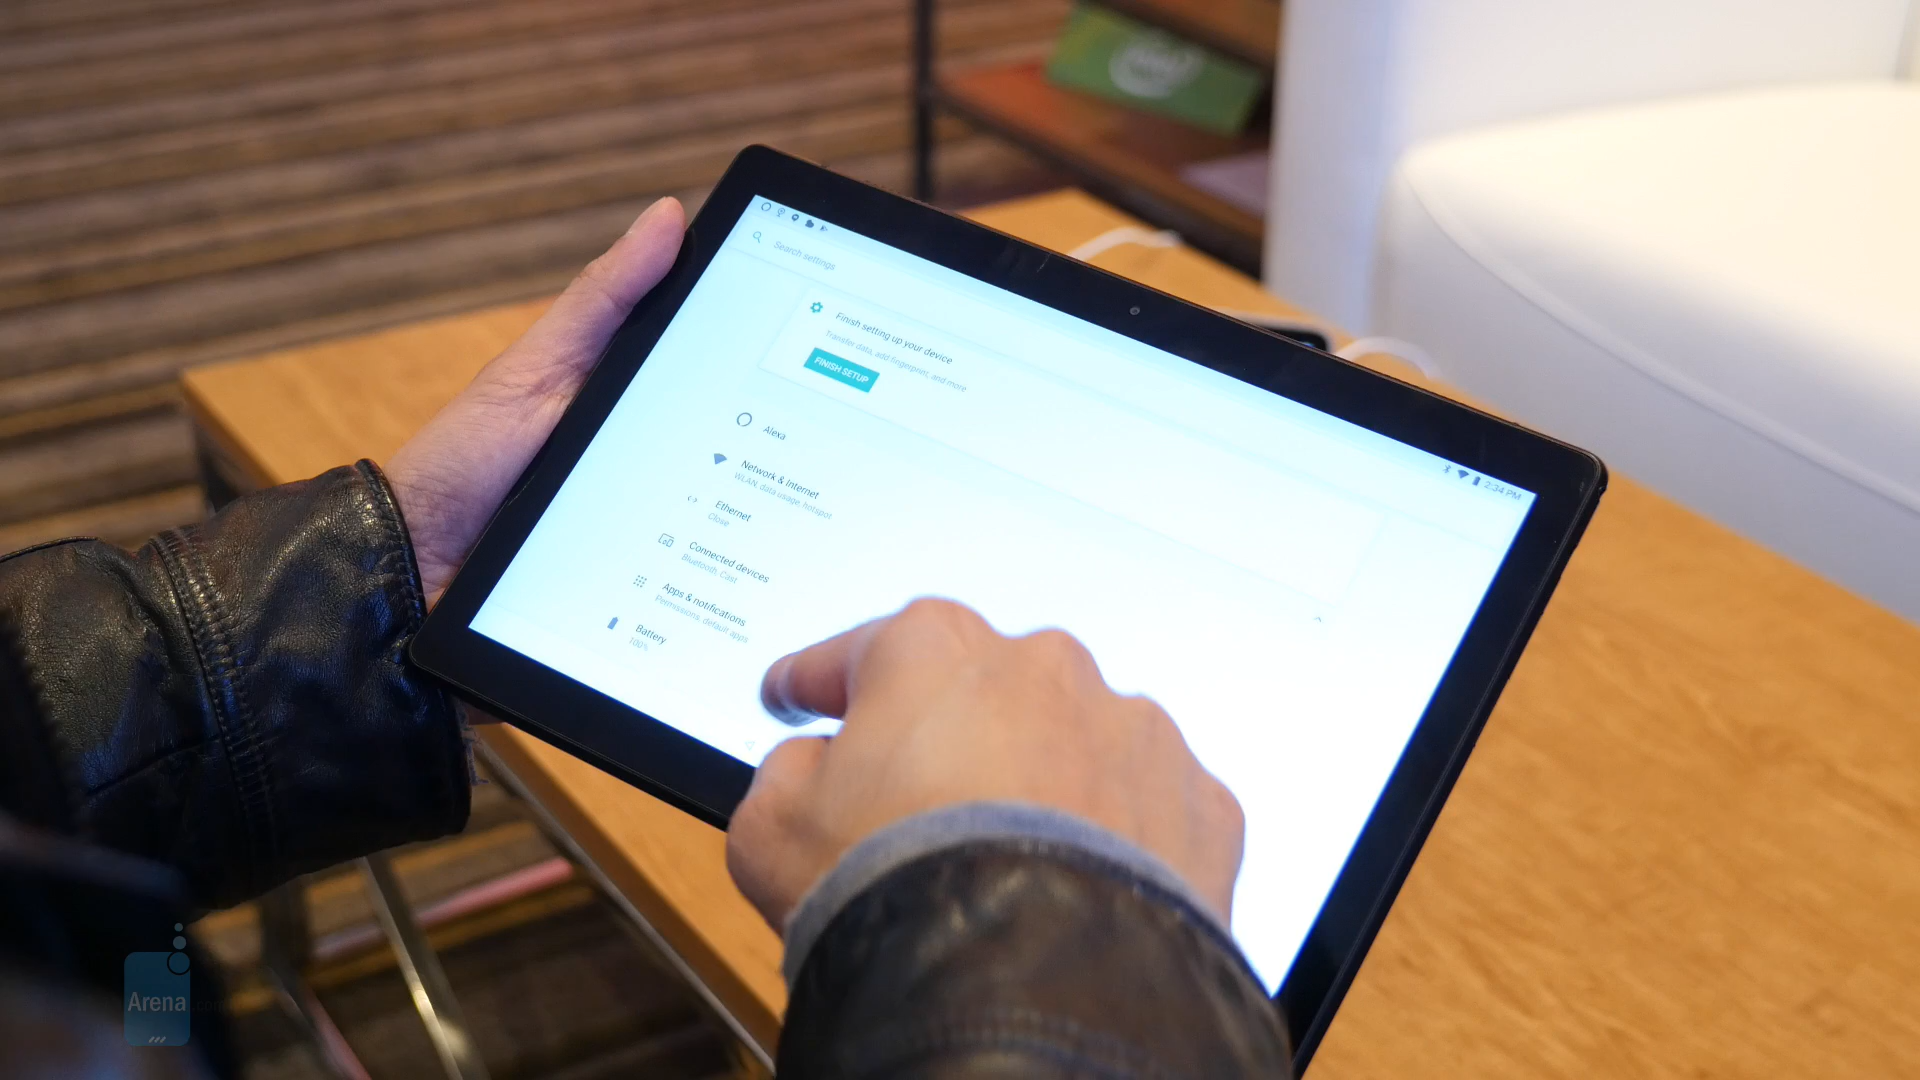 2:34 PM
Search settings
Finish setting up your device
Transfer data, add fingerprint, and more
FINISH SETUP
Alexa
Network & Internet
WLAN, data usage, hotspot
Ethernet
Close
Connected devices
Bluetooth, Cast
Apps & notifications
Permissions, default apps
Battery
100%
Arena.com